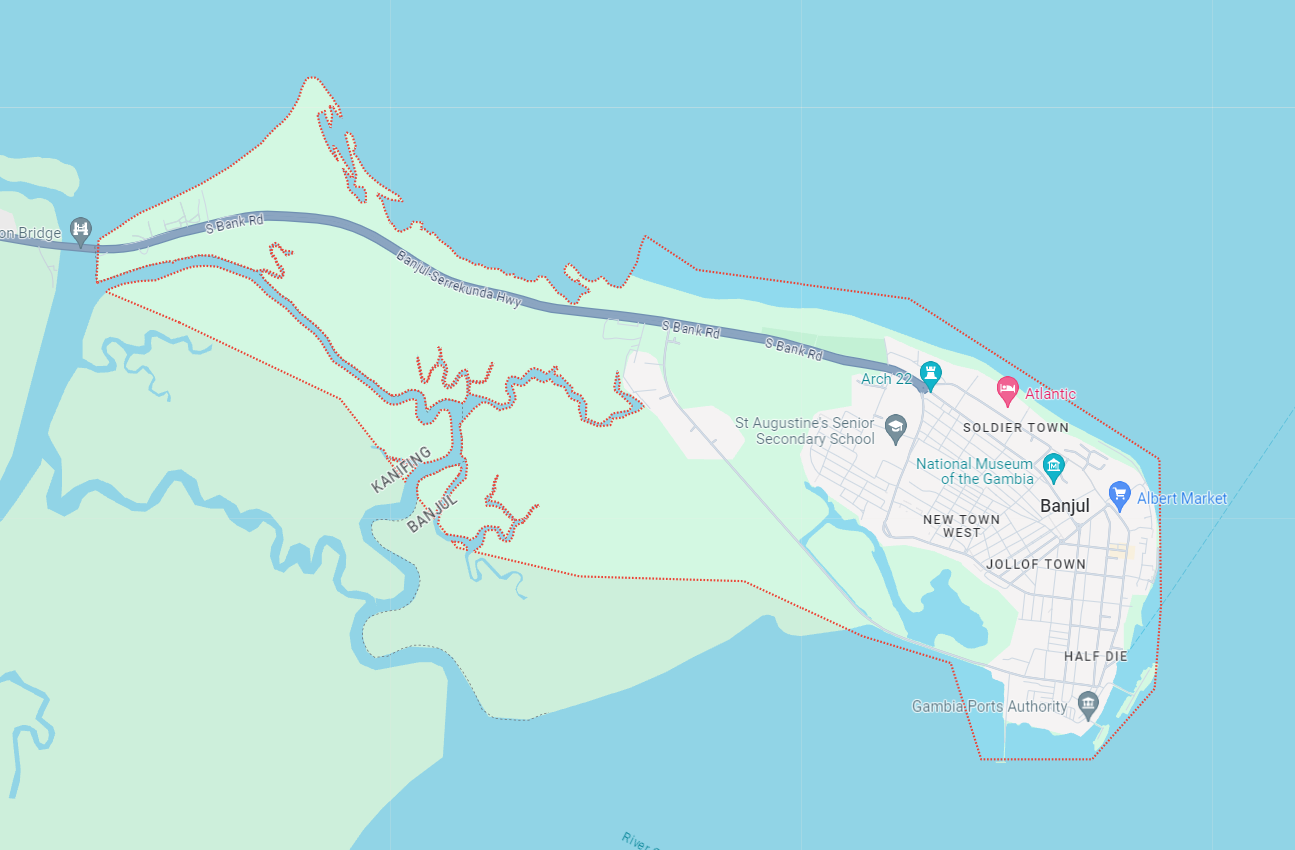 on Bridge
S Bank Rd
Banjul-Serrekunda Hwy
S Bank Rd
S Bank Rd
Arch 22
Atlantic
St Augustine's Senior
Secondary School
SOLDIER TOWN
National Museum
of the Gambia
KANIFING
BANJUL
Banjul
Albert Market
NEW TOWN
WEST
JOLLOF TOWN
HALF DIE
Gambia Ports Authority
River